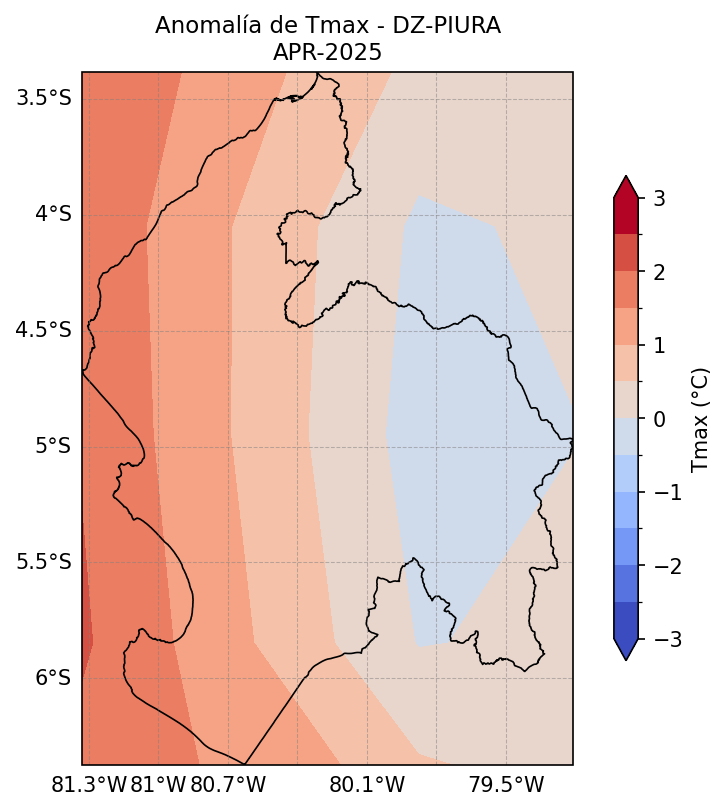 Anomalía de Tmax - DZ-PIURA
APR-2025
3.5°S
4°S
4.5°S
5°S
5.5°S
6°S
81.3°W 81°W 80.7°W 80.1°W 79.5°W
3
2
1
0
−1
−2
−3
Tmax (°C)